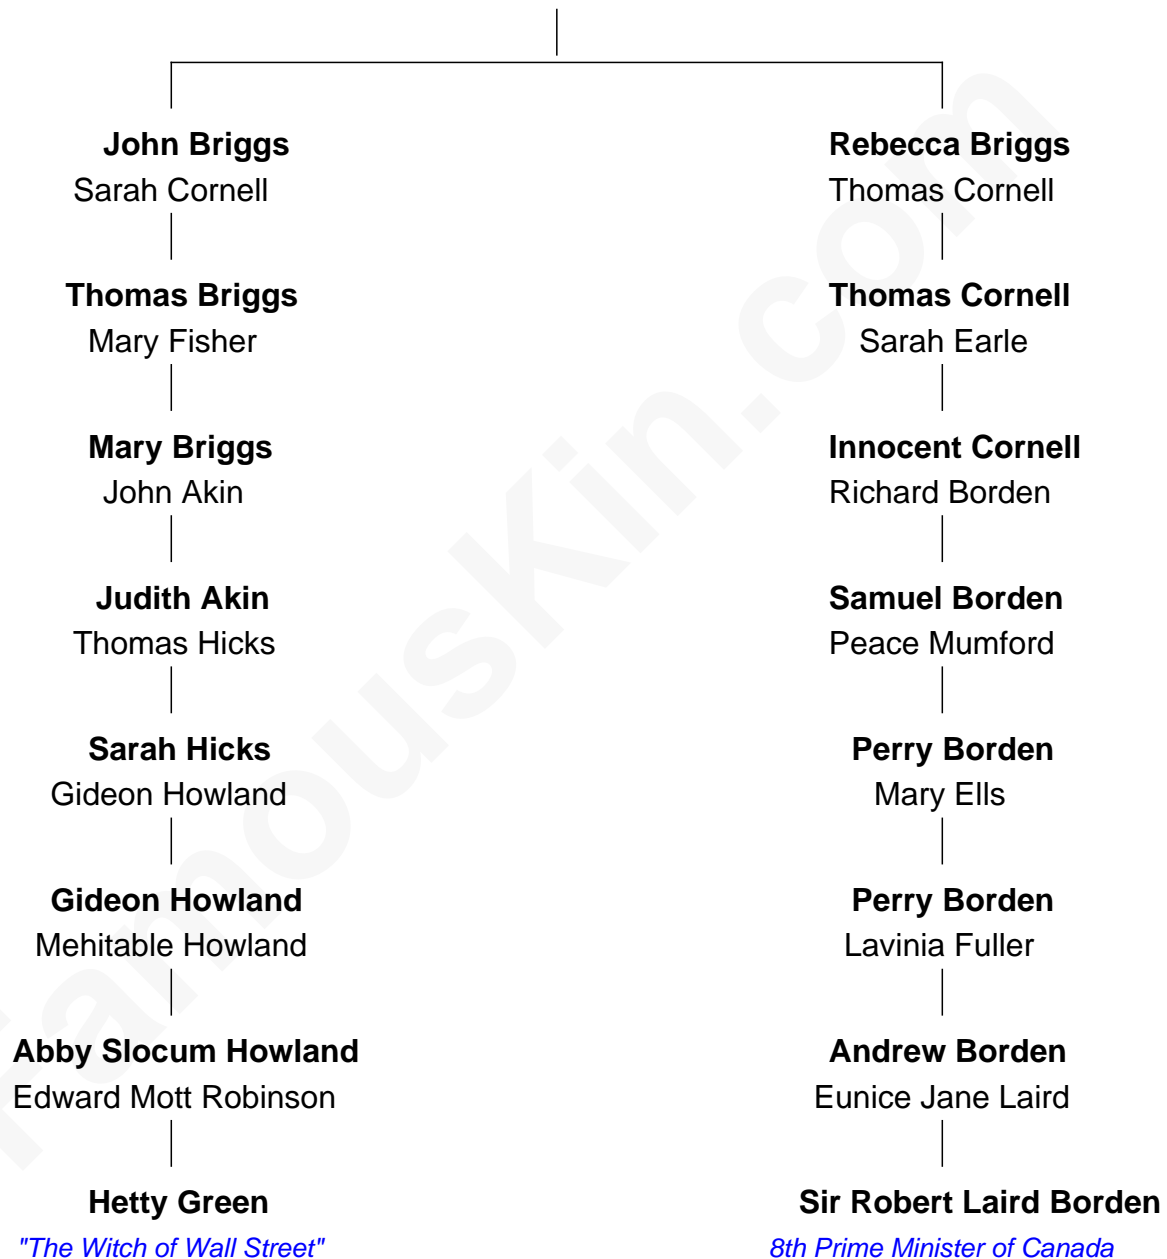 John Briggs
Sarah Cornell
Rebecca Briggs
Thomas Cornell
Thomas Briggs
Mary Fisher
Thomas Cornell
Sarah Earle
Mary Briggs
John Akin
Innocent Cornell
Richard Borden
Judith Akin
Thomas Hicks
Samuel Borden
Peace Mumford
Sarah Hicks
Gideon Howland
Perry Borden
Mary Ells
Gideon Howland
Mehitable Howland
Perry Borden
Lavinia Fuller
Abby Slocum Howland
Edward Mott Robinson
Andrew Borden
Eunice Jane Laird
Hetty Green
"The Witch of Wall Street"
Sir Robert Laird Borden
8th Prime Minister of Canada
FamousKin.com